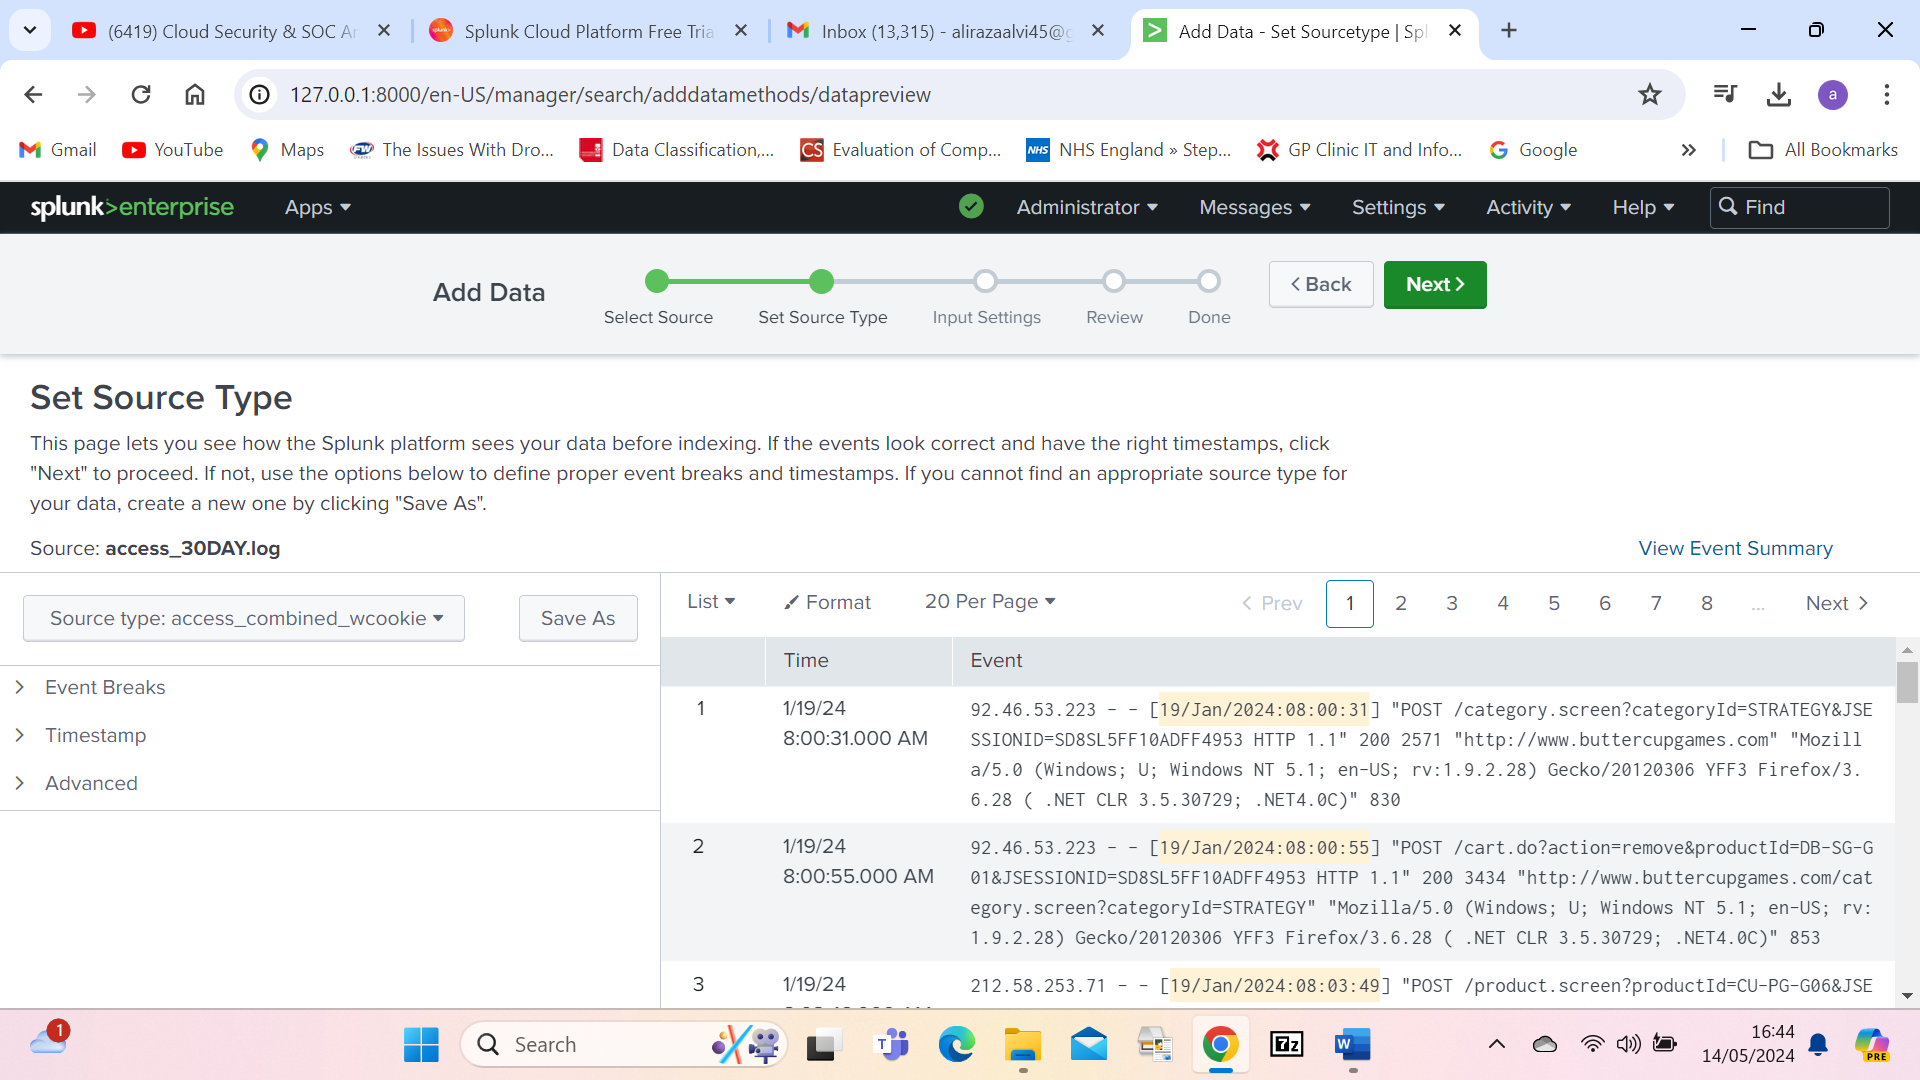 (6419) Cloud Security & SOC Ar
Splunk Cloud Platform Free Tria
Inbox (13,315) - alirazaalvi45@g
Add Data - Set Sourcetype | Spl
127.0.0.1:8000/en-US/manager/search/adddatamethods/datapreview
a
Gmail
YouTube
Maps
The Issues With Dro...
Data Classification,...
CS Evaluation of Comp...
NHS NHS England » Step...
GP Clinic IT and Info...
Google
All Bookmarks
splunk>enterprise
Apps
Administrator
Messages
Settings
Activity
Help
Find
Add Data
Select Source
Set Source Type
Input Settings
Review
Done
< Back
Next >
Set Source Type
This page lets you see how the Splunk platform sees your data before indexing. If the events look correct and have the right timestamps, click
"Next" to proceed. If not, use the options below to define proper event breaks and timestamps. If you cannot find an appropriate source type for
your data, create a new one by clicking "Save As".
Source: access_30DAY.log
View Event Summary
Source type: access_combined_wcookie
Save As
Event Breaks
Timestamp
Advanced
List
Format
20 Per Page
< Prev 1 2 3 4 5 6 7 8 ... Next >
Time
Event
1
1/19/24
8:00:31.000 AM
92.46.53.223 - - [19/Jan/2024:08:00:31] "POST /category.screen?categoryId=STRATEGY&JSE
SSIONID=SD8SL5FF10ADFF4953 HTTP 1.1" 200 2571 "http://www.buttercupgames.com" "Mozill
a/5.0 (Windows; U; Windows NT 5.1; en-US; rv:1.9.2.28) Gecko/20120306 YFF3 Firefox/3.
6.28 ( .NET CLR 3.5.30729; .NET4.0C)" 830
2
1/19/24
8:00:55.000 AM
92.46.53.223 - - [19/Jan/2024:08:00:55] "POST /cart.do?action=remove&productId=DB-SG-G
01&JSESSIONID=SD8SL5FF10ADFF4953 HTTP 1.1" 200 3434 "http://www.buttercupgames.com/cat
egory.screen?categoryId=STRATEGY" "Mozilla/5.0 (Windows; U; Windows NT 5.1; en-US; rv:
1.9.2.28) Gecko/20120306 YFF3 Firefox/3.6.28 ( .NET CLR 3.5.30729; .NET4.0C)" 853
3
1/19/24
212.58.253.71 - - [19/Jan/2024:08:03:49] "POST /product.screen?productId=CU-PG-G06&JSE
1
Search
T
7z
W
16:44
14/05/2024
PRE